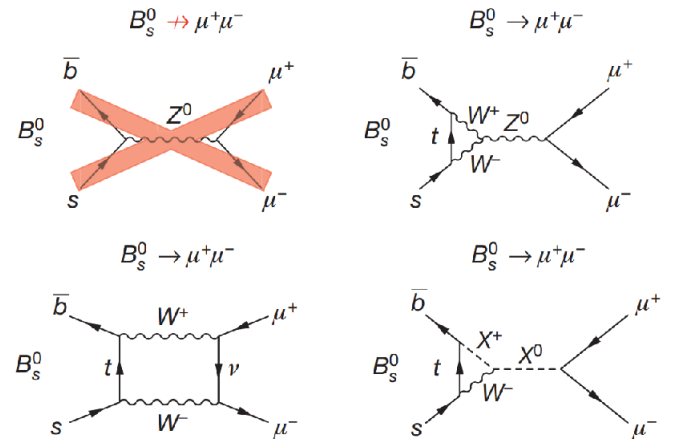 B⁰ₛ ↛ μ⁺μ⁻
b̅
μ⁺
Z⁰
B⁰ₛ
s
μ⁻
B⁰ₛ → μ⁺μ⁻
b̅
μ⁺
W⁺
Z⁰
B⁰ₛ
t
W⁻
s
μ⁻
B⁰ₛ → μ⁺μ⁻
b̅
W⁺
μ⁺
B⁰ₛ
t
ν
s
W⁻
μ⁻
B⁰ₛ → μ⁺μ⁻
b̅
μ⁺
X⁺
X⁰
B⁰ₛ
t
W⁻
s
μ⁻